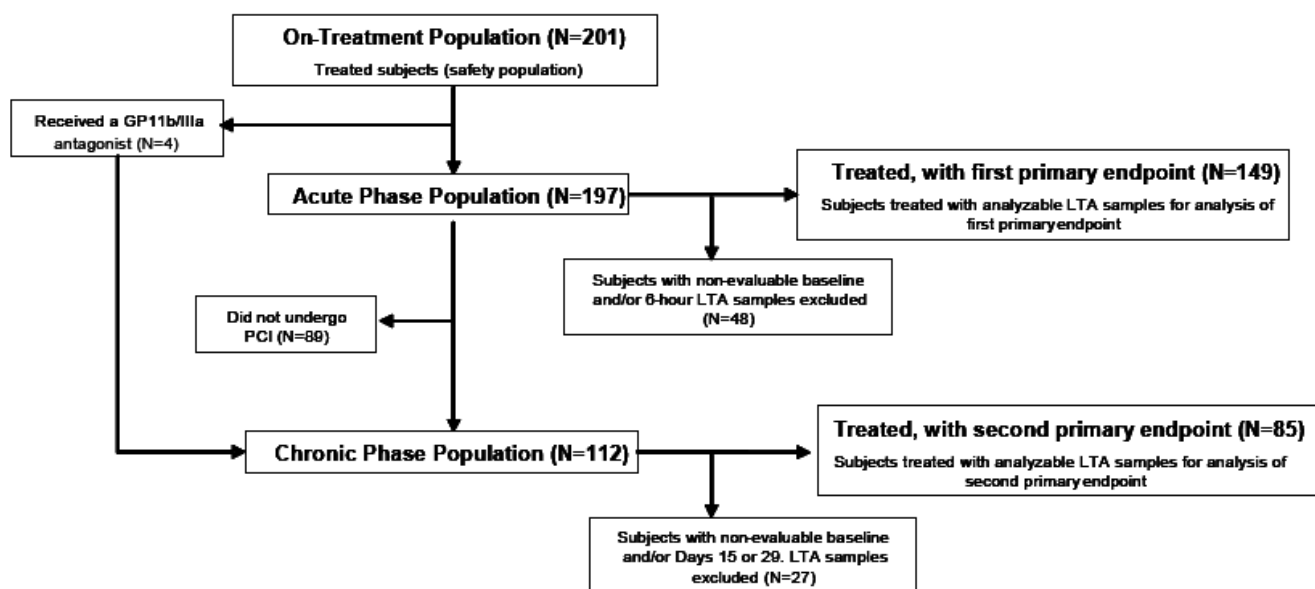 On-Treatment Population (N=201)
Treated subjects (safety population)
Received a GP11b/IIIa
antagonist (N=4)
Acute Phase Population (N=197)
Treated, with first primary endpoint (N=149)
Subjects treated with analyzable LTA samples for analysis of
first primary endpoint
Subjects with non-evaluable baseline
and/or 6-hour LTA samples excluded
(N=48)
Did not undergo
PCI (N=89)
Chronic Phase Population (N=112)
Treated, with second primary endpoint (N=85)
Subjects treated with analyzable LTA samples for analysis of
second primary endpoint
Subjects with non-evaluable baseline
and/or Days 15 or 29. LTA samples
excluded (N=27)